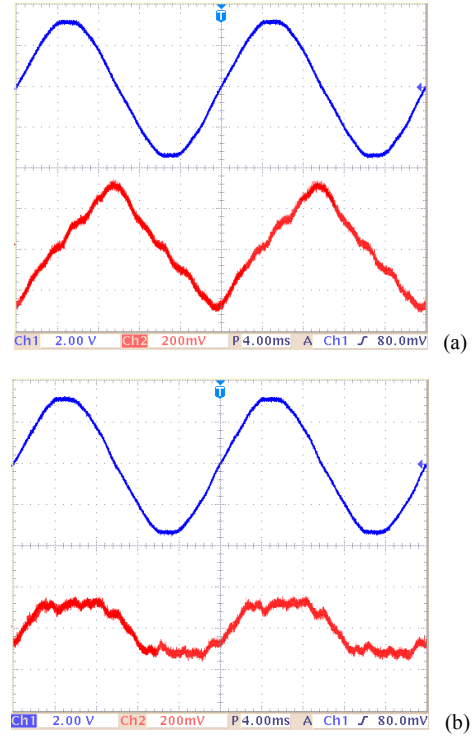 T
Ch1 2.00 V Ch2 200mV P 4.00ms A Ch1 ʃ 80.0mV (a)
T
Ch1 2.00 V Ch2 200mV P 4.00ms A Ch1 ʃ 80.0mV (b)